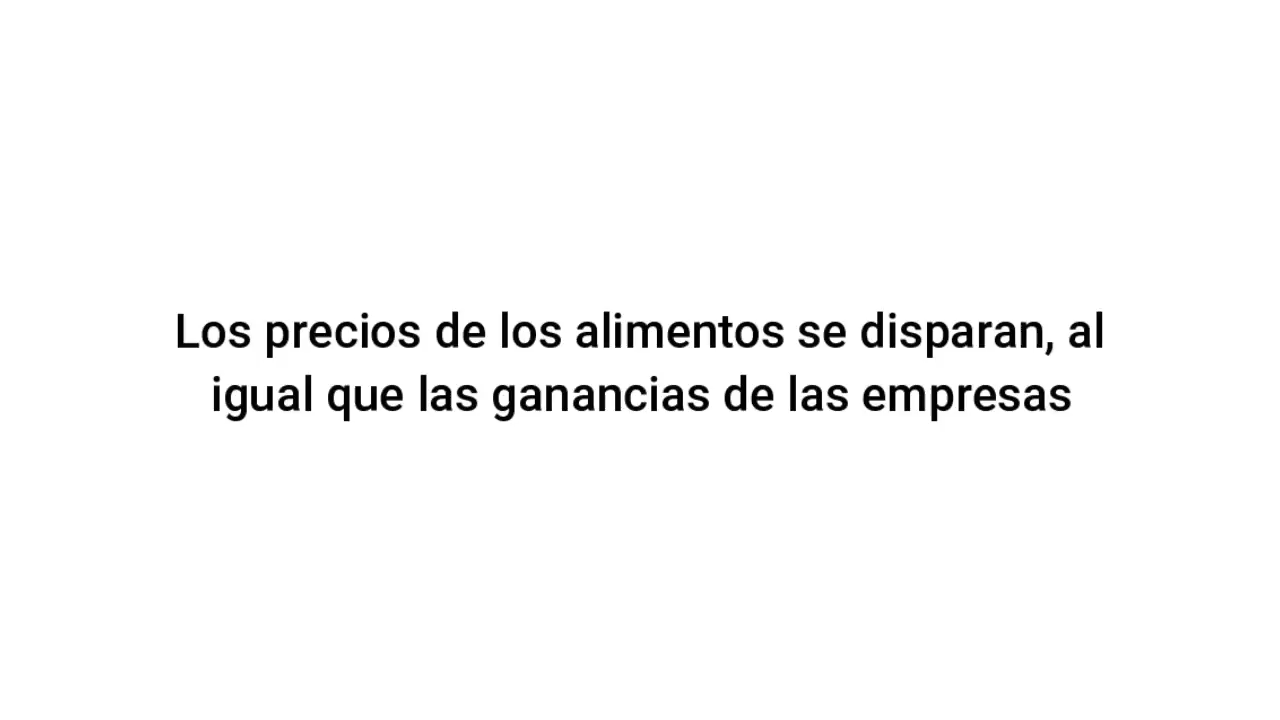 Los precios de los alimentos se disparan, al
igual que las ganancias de las empresas